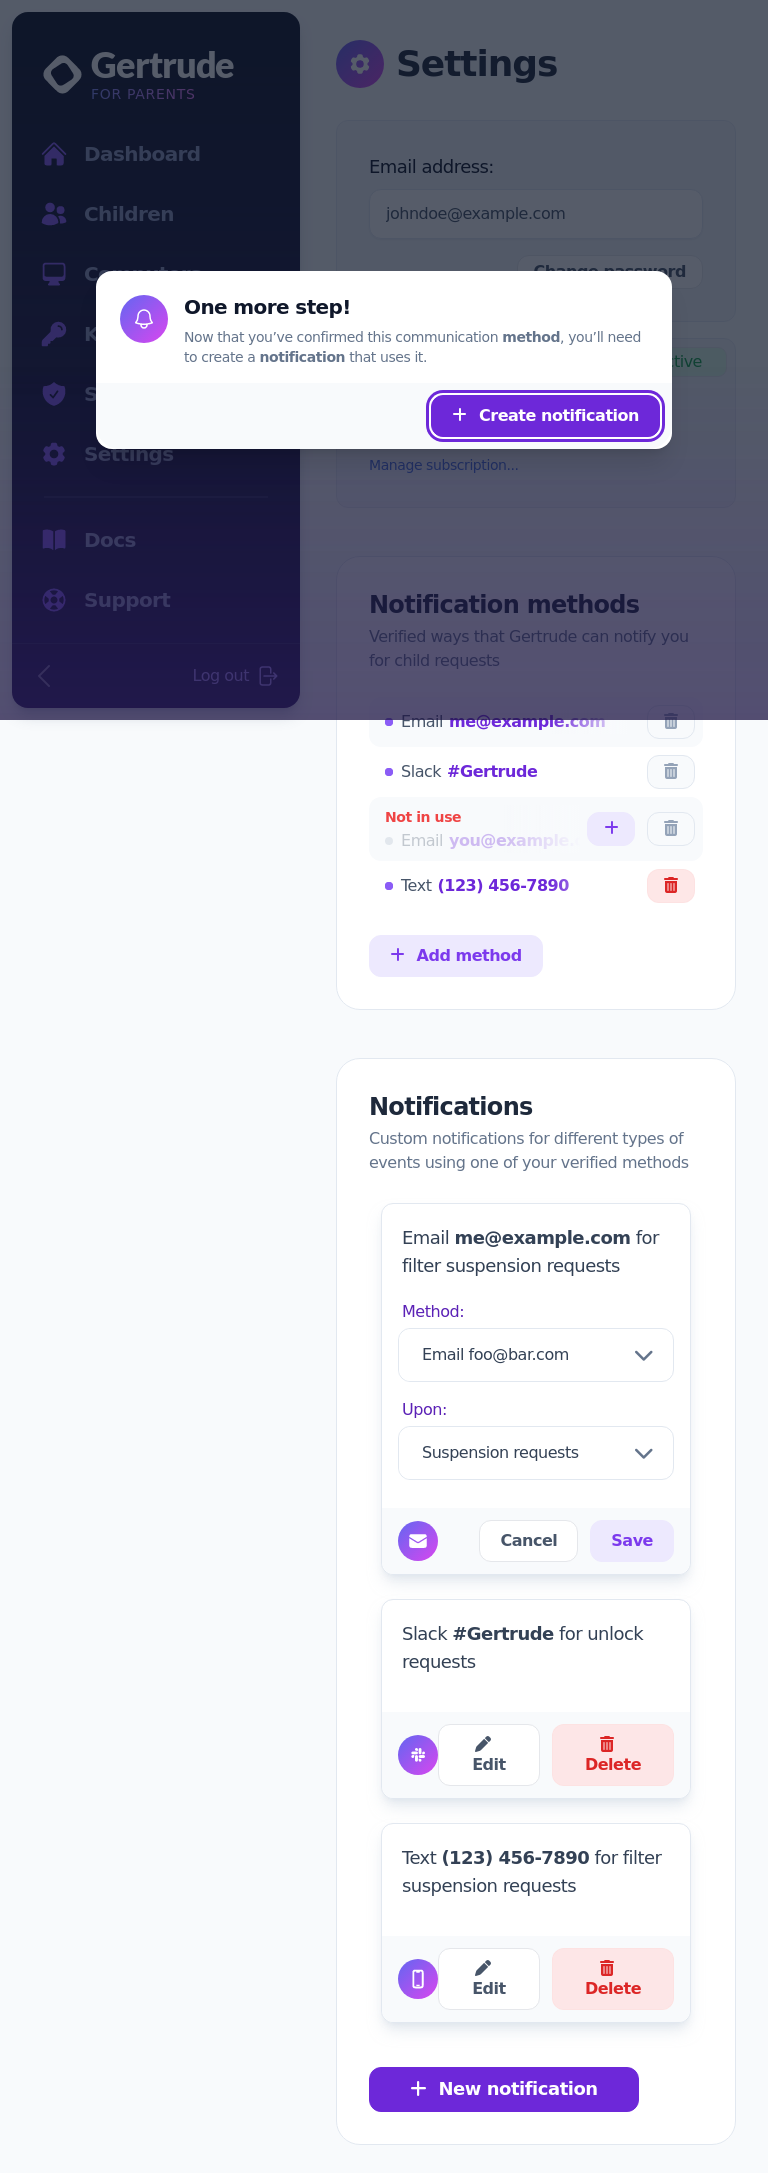 Gertrude
FOR PARENTS
Dashboard
Children
Computers
K
S
Settings
Docs
Support
Log out
Settings
Email address:
johndoe@example.com
Change password
ctive
Manage subscription...
One more step!
Now that you’ve confirmed this communication method, you’ll need
to create a notification that uses it.
Create notification
Notification methods
Verified ways that Gertrude can notify you
for child requests
Email me@example.com
Slack #Gertrude
Not in use
Email you@example.c
Text (123) 456-7890
Add method
Notifications
Custom notifications for different types of
events using one of your verified methods
Email me@example.com for
filter suspension requests
Method:
Email foo@bar.com
Upon:
Suspension requests
Cancel
Save
Slack #Gertrude for unlock
requests
Edit
Delete
Text (123) 456-7890 for filter
suspension requests
Edit
Delete
New notification